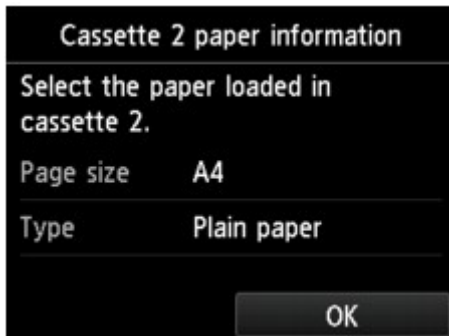 Cassette 2 paper information
Select the paper loaded in
cassette 2.
Page size A4
Type Plain paper
OK